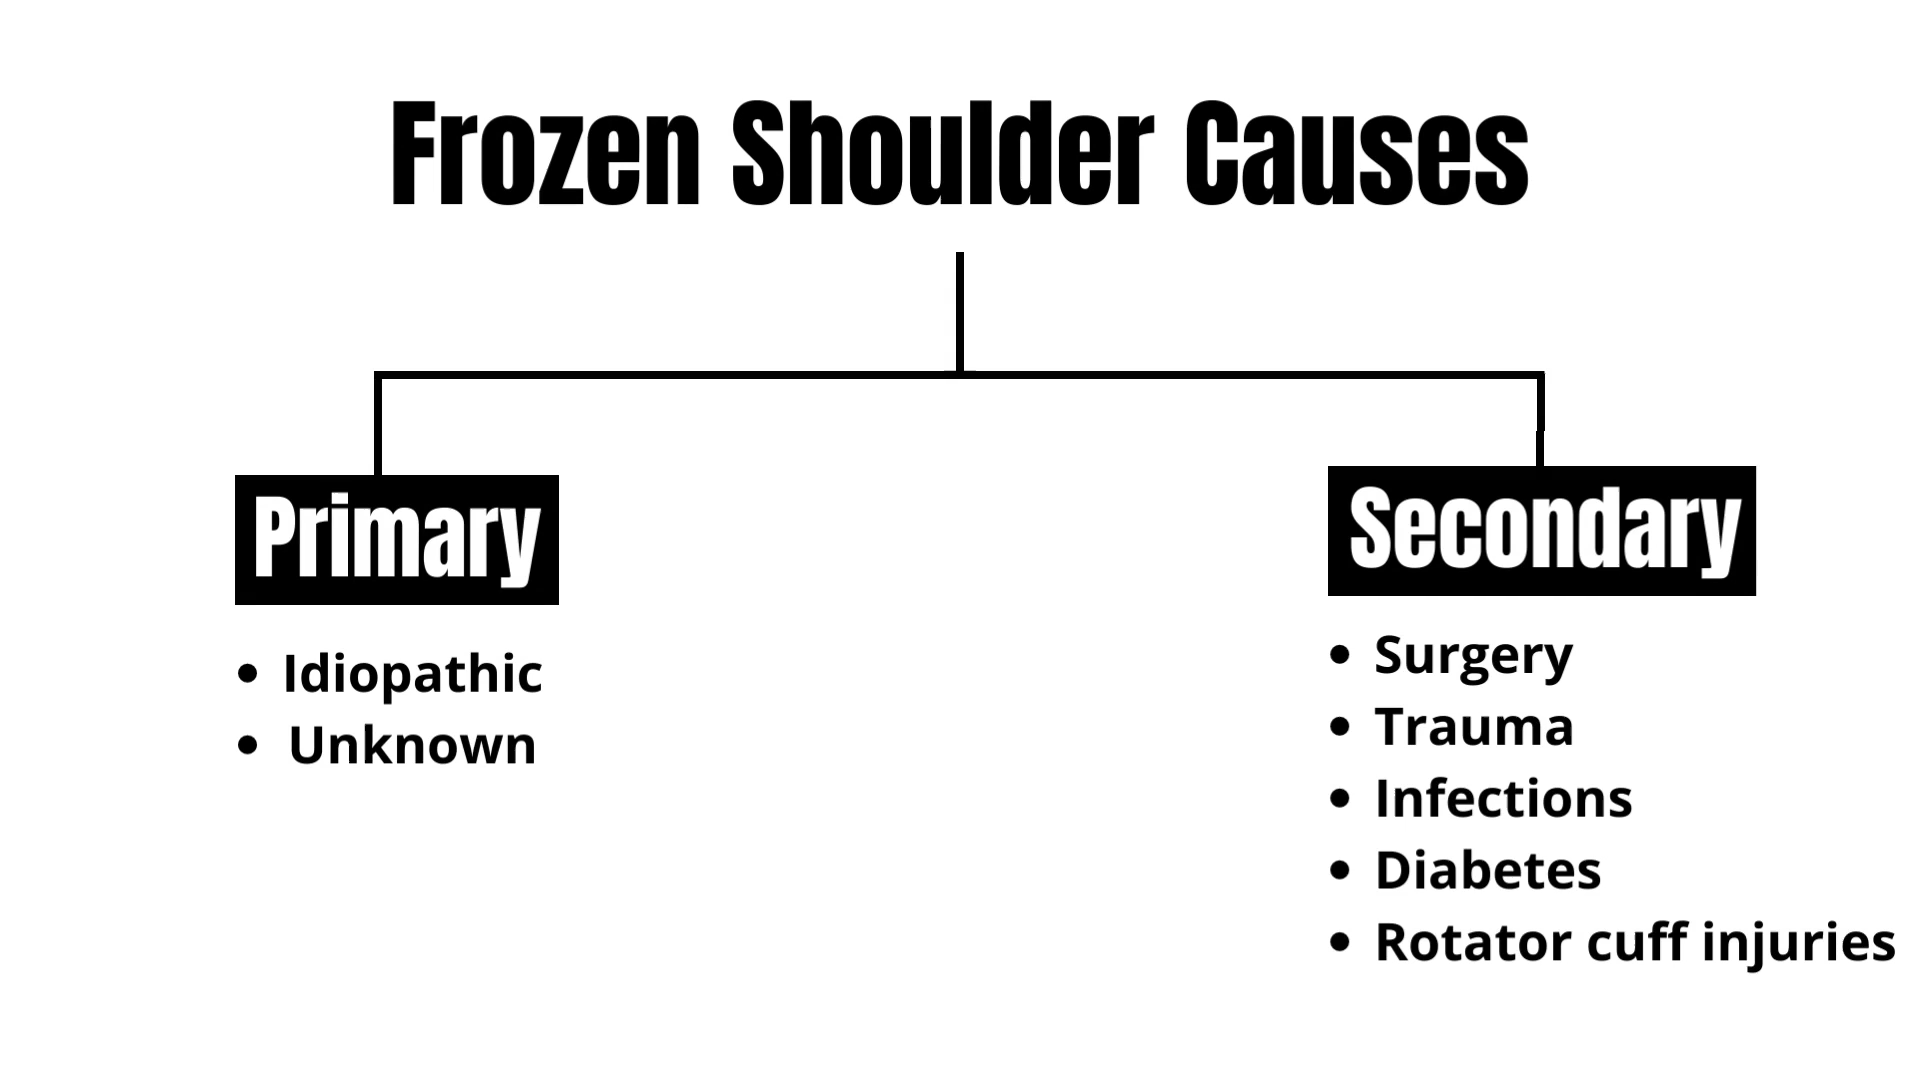 Frozen Shoulder Causes
Primary
• Idiopathic
• Unknown
Secondary
• Surgery
• Trauma
• Infections
• Diabetes
• Rotator cuff injuries